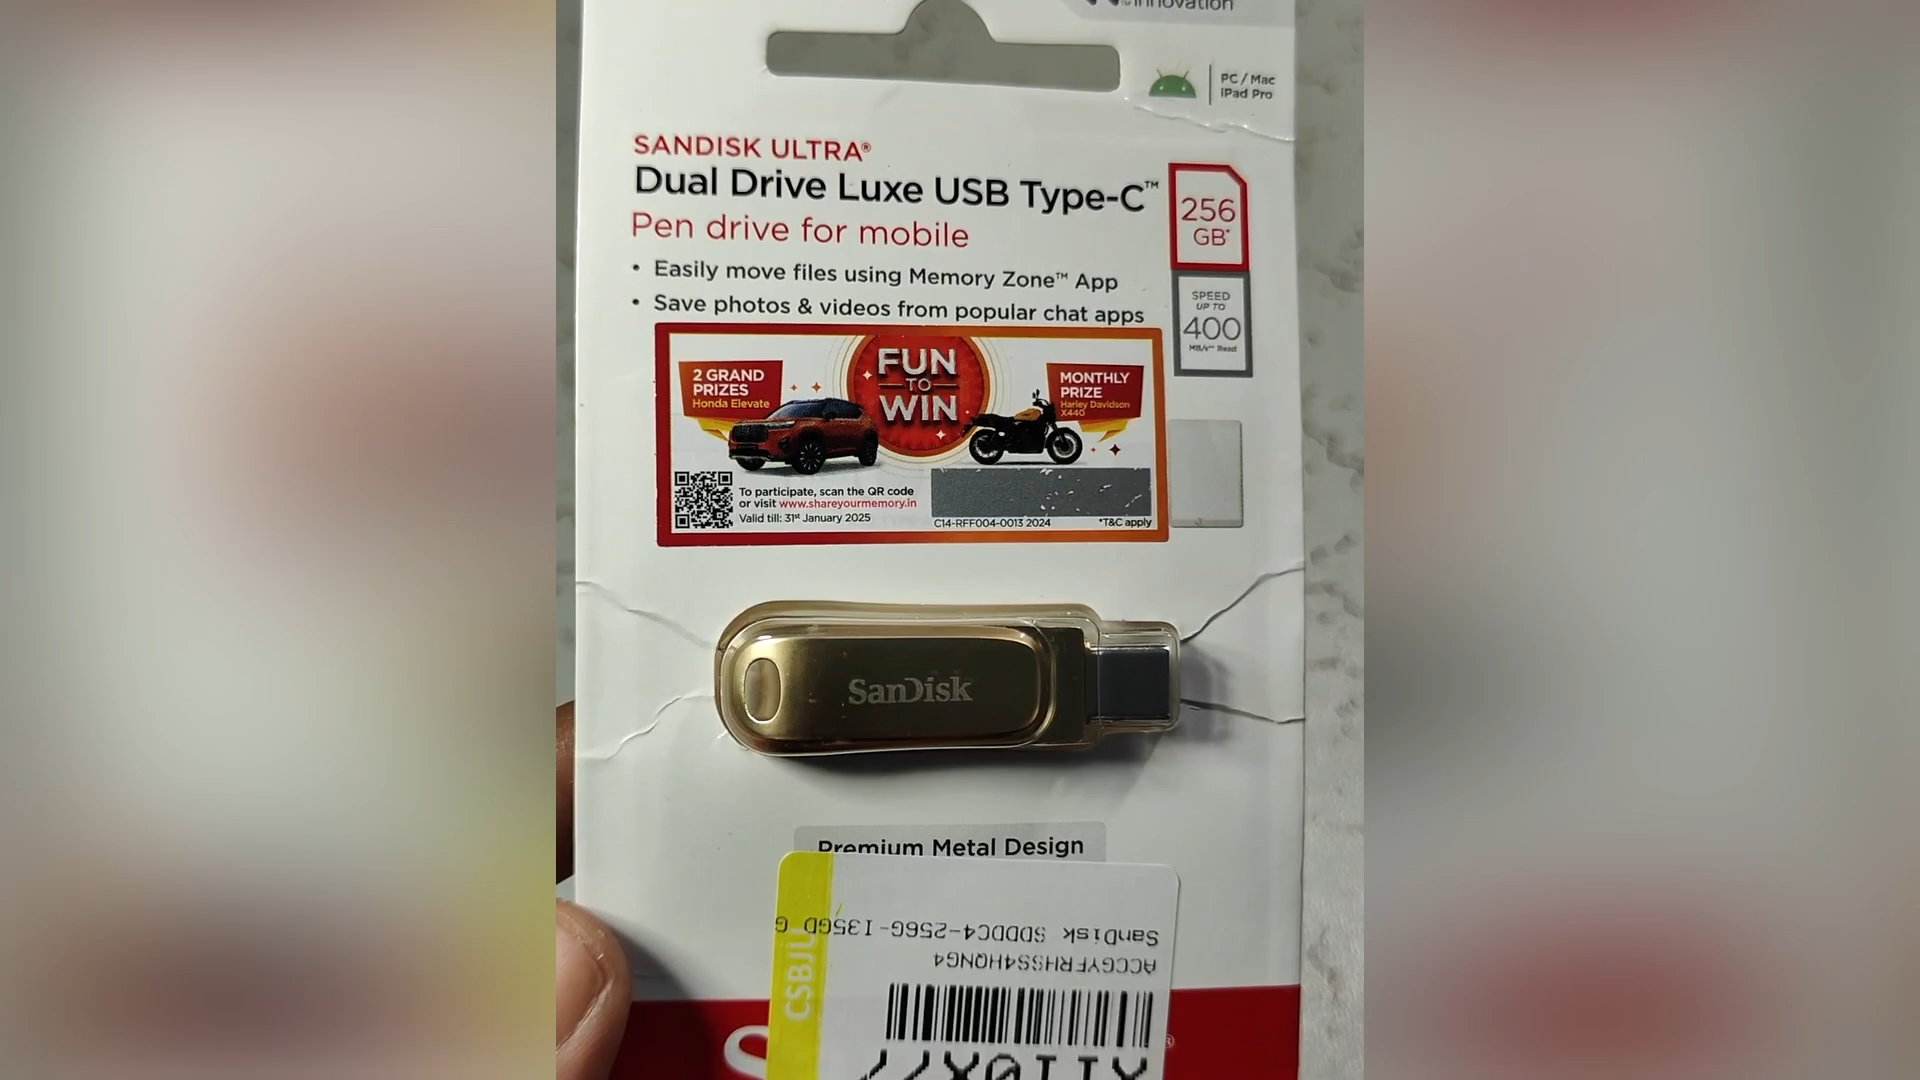 innovation
PC / Mac
iPad Pro
SANDISK ULTRA®
Dual Drive Luxe USB Type-C™
Pen drive for mobile
• Easily move files using Memory Zone™ App
• Save photos & videos from popular chat apps
256
GB*
SPEED
UP TO
400
MB/s** Read
2 GRAND
PRIZES
Honda Elevate
FUN
TO
WIN
MONTHLY
PRIZE
Harley Davidson
X440
To participate, scan the QR code
or visit www.shareyourmemory.in
Valid till: 31st January 2025
C14-RFF004-0013 2024
*T&C apply
SanDisk
Premium Metal Design
SanDisk SDDDC4-256G-I35GD G
ACCGYFRHSS4HQNG4
CSBJU